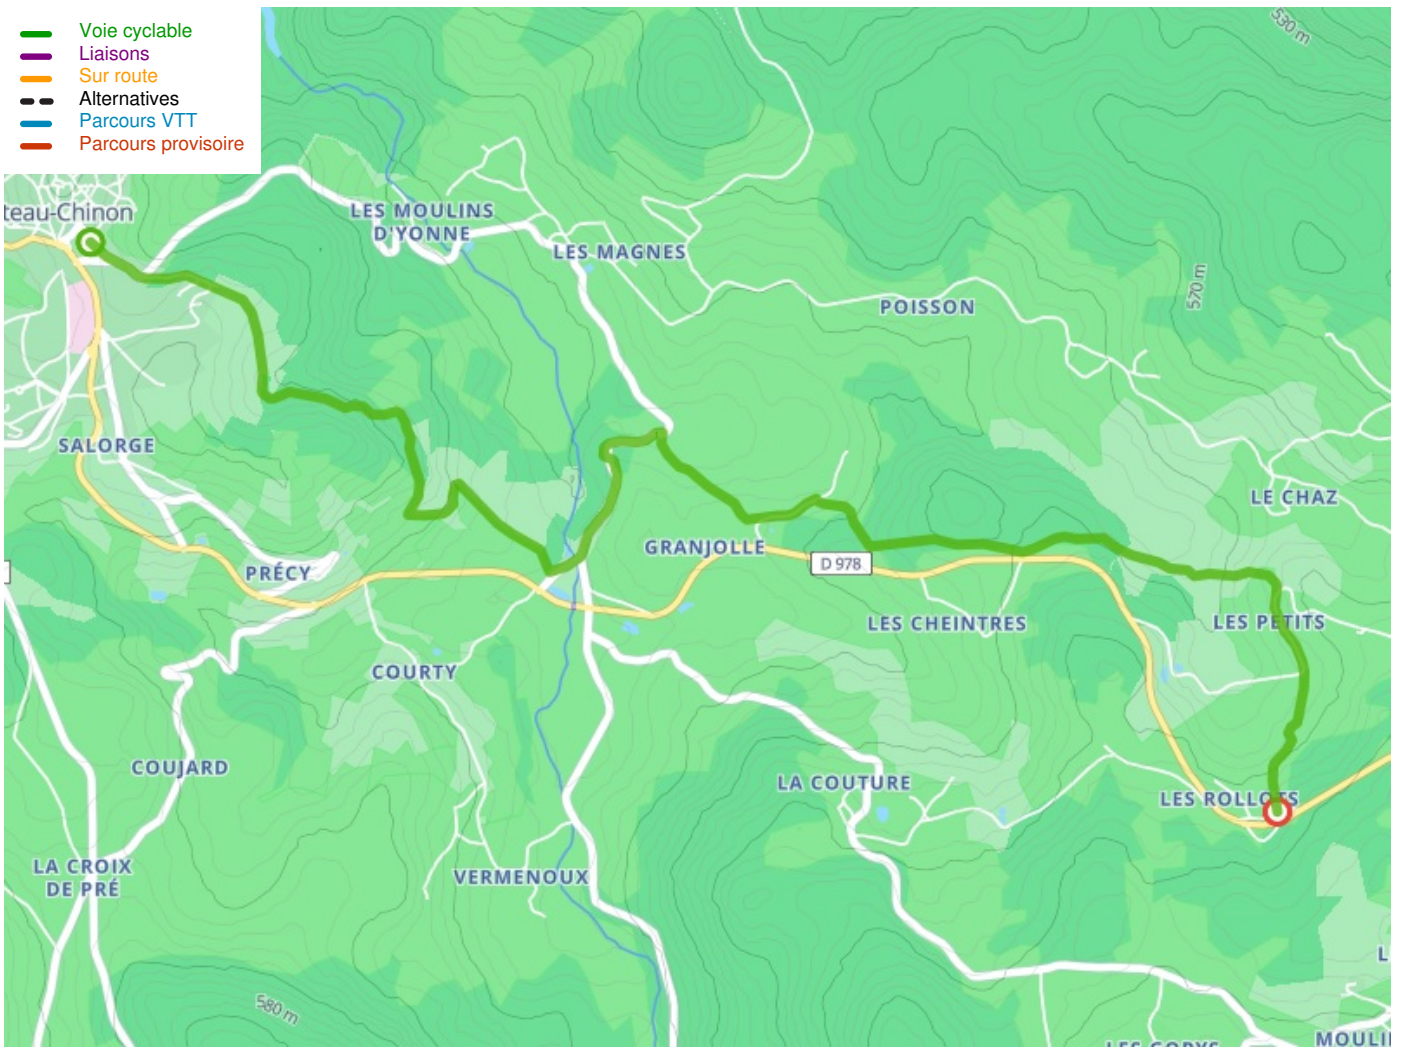 Voie cyclable
Liaisons
Sur route
Alternatives
Parcours VTT
Parcours provisoire
530 m
teau-Chinon
LES MOULINS
D'YONNE
LES MAGNES
570 m
POISSON
SALORGE
LE CHAZ
GRANJOLLE
D 978
PRÉCY
LES CHEINTRES
LES PETITS
COURTY
COUJARD
LA COUTURE
LES ROLLOTS
LA CROIX
DE PRÉ
VERMENOUX
L
580 m
MOULI